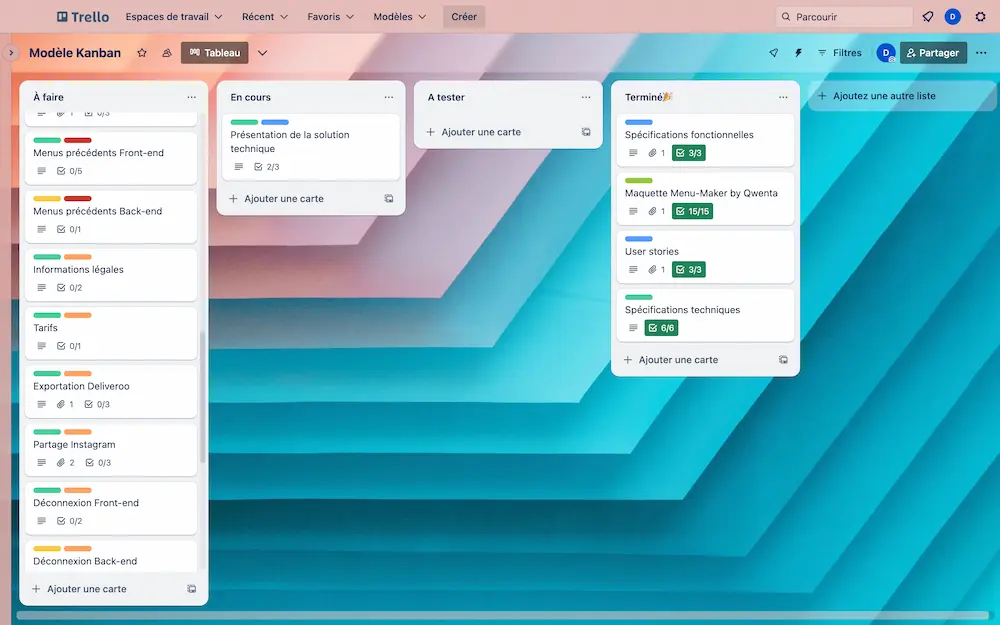 Trello
Espaces de travail
Récent
Favoris
Modèles
Créer
Parcourir
D
Modèle Kanban
Tableau
Filtres
D
Partager
À faire
1 0/3
Menus précédents Front-end
0/5
Menus précédents Back-end
0/1
Informations légales
0/2
Tarifs
0/1
Exportation Deliveroo
1 0/3
Partage Instagram
2 0/3
Déconnexion Front-end
0/2
Déconnexion Back-end
Ajouter une carte
En cours
Présentation de la solution
technique
2/3
Ajouter une carte
A tester
Ajouter une carte
Terminé🎉
Spécifications fonctionnelles
1 3/3
Maquette Menu-Maker by Qwenta
1 15/15
User stories
1 3/3
Spécifications techniques
6/6
Ajouter une carte
Ajoutez une autre liste